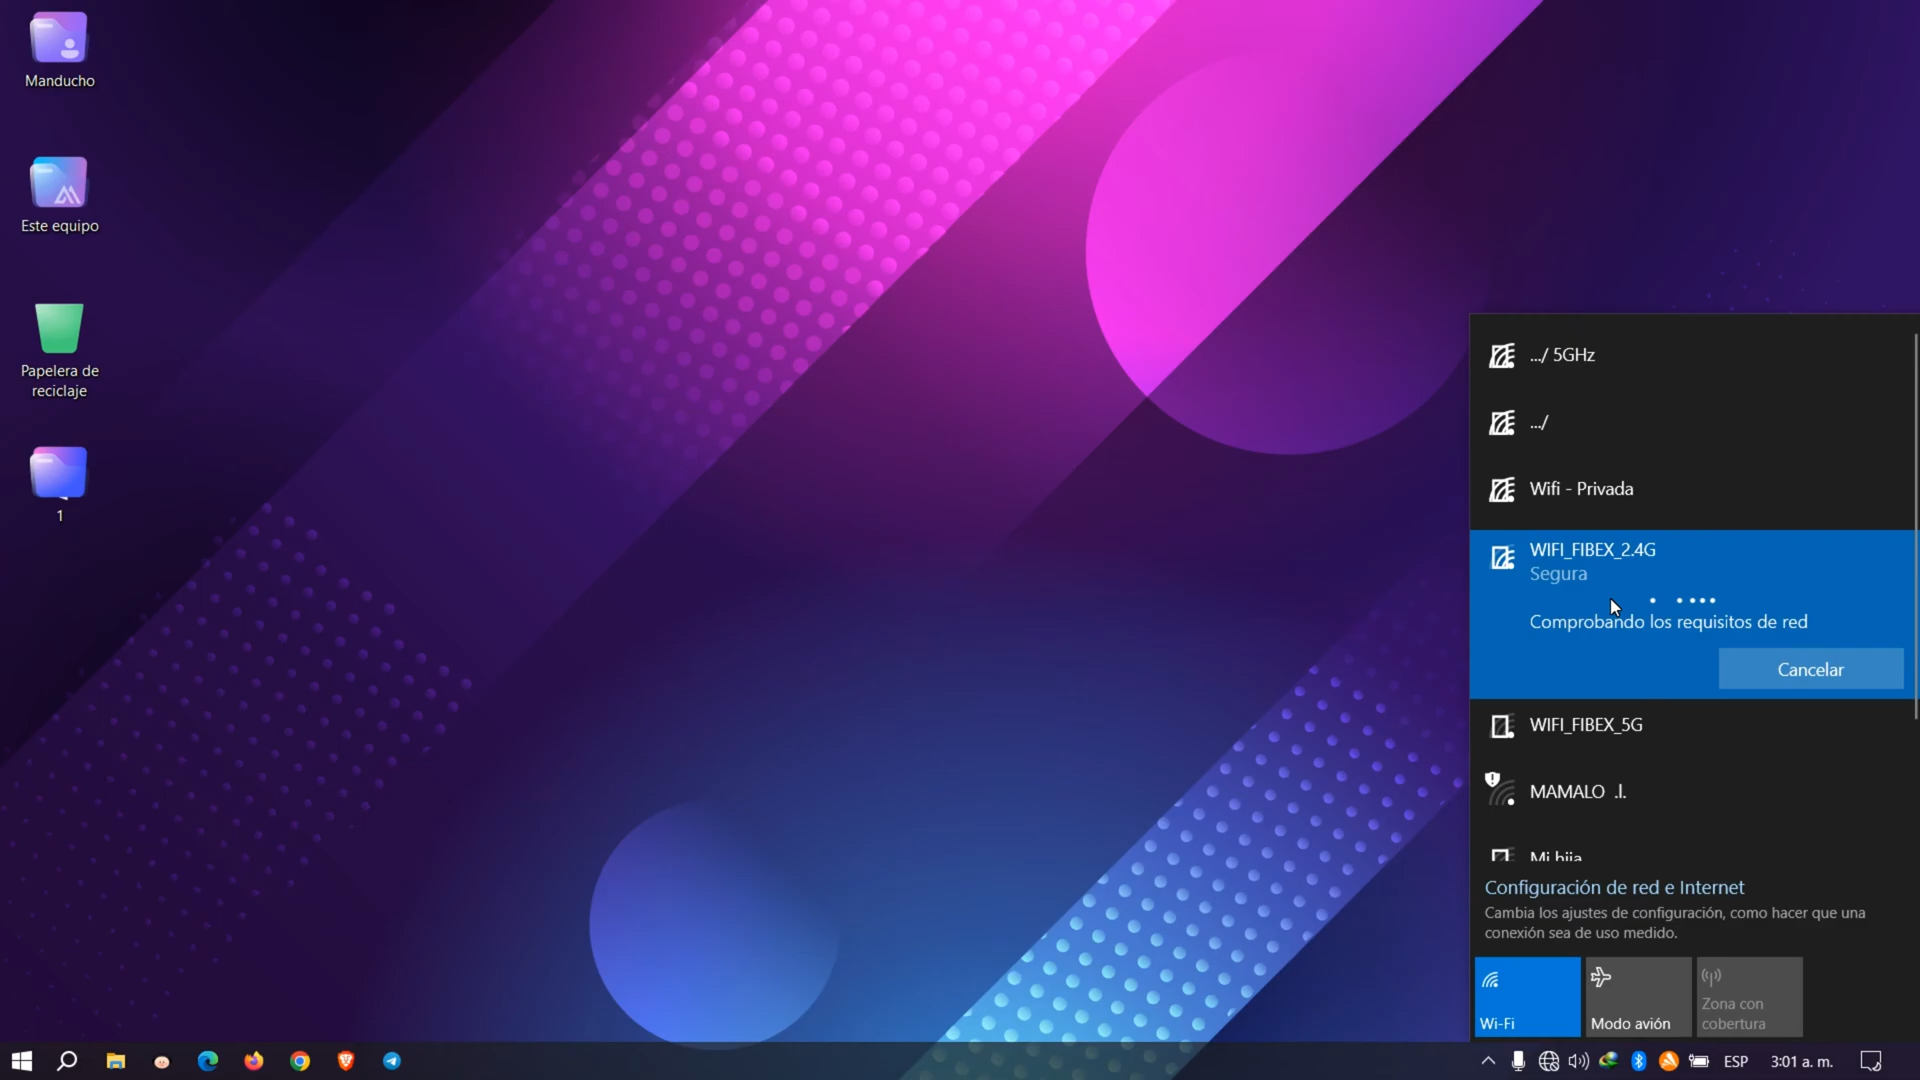 Manducho
Este equipo
Papelera de
reciclaje
1
.../ 5GHz
.../
Wifi - Privada
WIFI_FIBEX_2.4G
Segura
Comprobando los requisitos de red
Cancelar
WIFI_FIBEX_5G
MAMALO .l.
Mi hija
Configuración de red e Internet
Cambia los ajustes de configuración, como hacer que una
conexión sea de uso medido.
Wi-Fi
Modo avión
Zona con
cobertura
ESP
3:01 a. m.